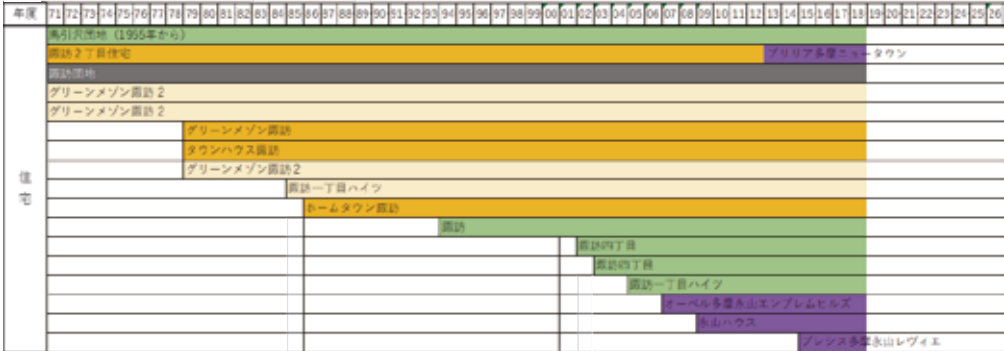 年度 71 72 73 74 75 76 77 78 79 80 81 82 83 84 85 86 87 88 89 90 91 92 93 94 95 96 97 98 99 00 01 02 03 04 05 06 07 08 09 10 11 12 13 14 15 16 17 18 19 20 21 22 23 24 25 26
住宅
馬引沢団地（1955年から）
諏訪２丁目住宅 ブリリア多摩ニュータウン
諏訪団地
グリーンメゾン諏訪２
グリーンメゾン諏訪２
グリーンメゾン諏訪
タウンハウス諏訪
グリーンメゾン諏訪2
諏訪一丁目ハイツ
ホームタウン諏訪
諏訪
諏訪四丁目
諏訪四丁目
諏訪一丁目ハイツ
オーベル多摩永山エンブレムヒルズ
永山ハウス
プレシス多摩永山レヴィエ